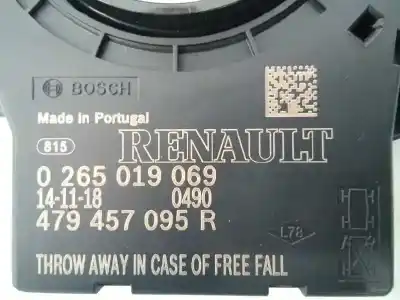 BOSCH
Made in Portugal
815
RENAULT
0 265 019 069
14-11-18 0490
479 457 095 R
L78
THROW AWAY IN CASE OF FREE FALL